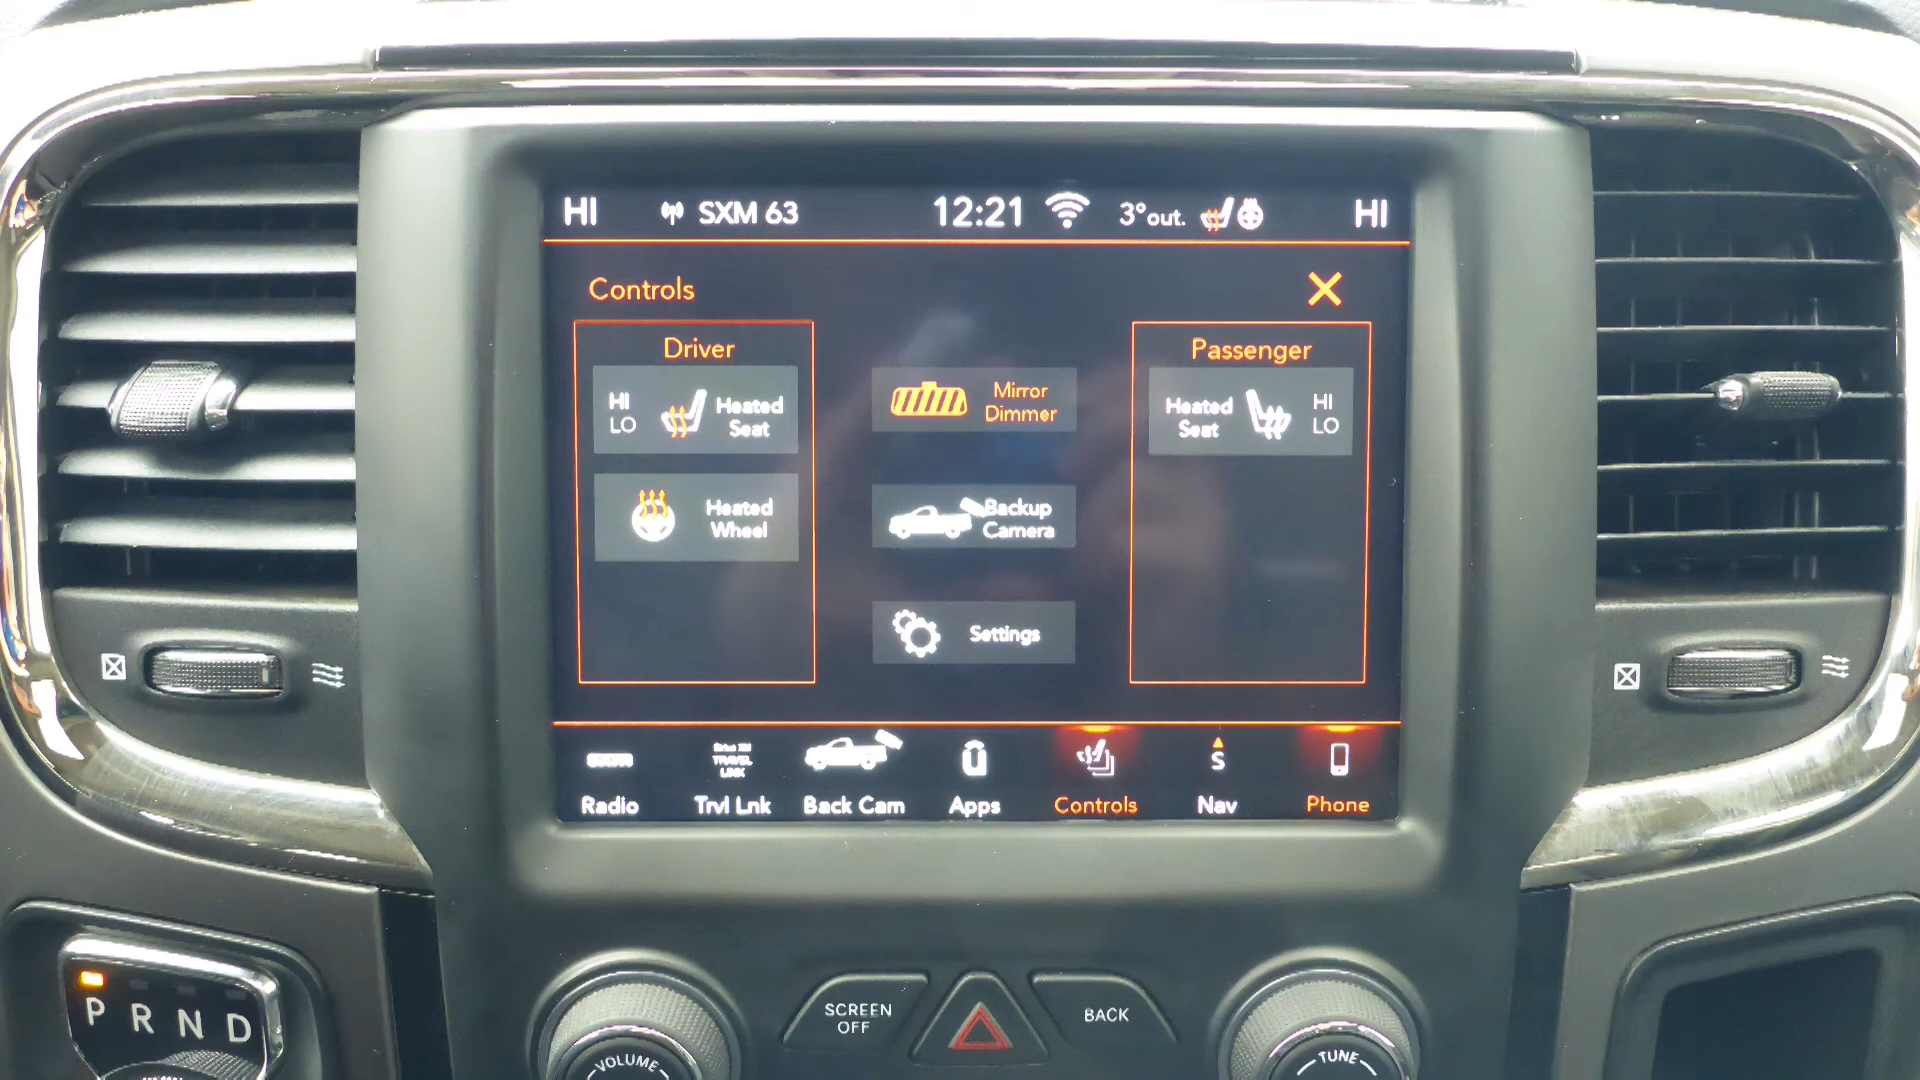 HI SXM 63 12:21 3° out. HI
Controls
Driver
HI
LO
Heated
Seat
Heated
Wheel
Mirror
Dimmer
Backup
Camera
Settings
Passenger
Heated
Seat
HI
LO
TRAVEL
LINK
S
Radio Trvl Lnk Back Cam Apps Controls Nav Phone
P R N D
SCREEN
OFF
BACK
VOLUME
TUNE